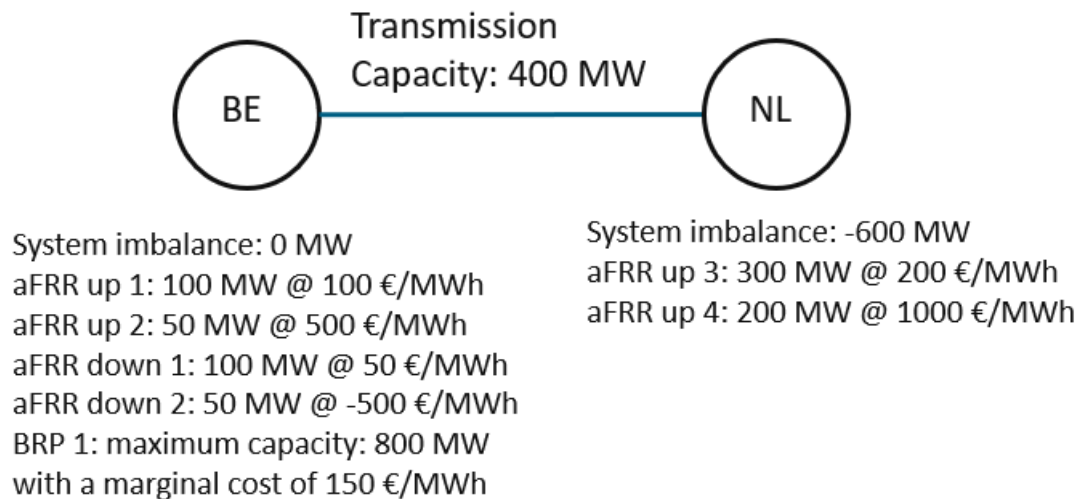 Transmission
Capacity: 400 MW
BE
NL
System imbalance: 0 MW
aFRR up 1: 100 MW @ 100 €/MWh
aFRR up 2: 50 MW @ 500 €/MWh
aFRR down 1: 100 MW @ 50 €/MWh
aFRR down 2: 50 MW @ -500 €/MWh
BRP 1: maximum capacity: 800 MW
with a marginal cost of 150 €/MWh
System imbalance: -600 MW
aFRR up 3: 300 MW @ 200 €/MWh
aFRR up 4: 200 MW @ 1000 €/MWh